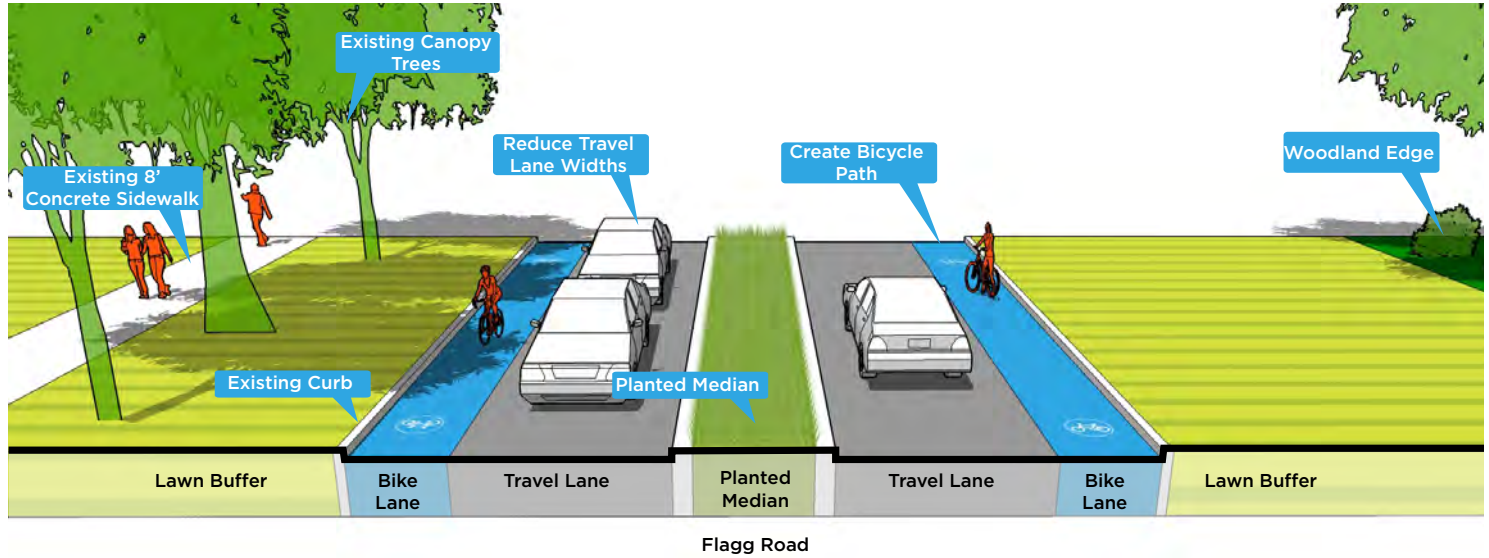 Existing Canopy
Trees
Reduce Travel
Lane Widths
Create Bicycle
Path
Woodland Edge
Existing 8’
Concrete Sidewalk
Existing Curb
Planted Median
Lawn Buffer
Bike
Lane
Travel Lane
Planted
Median
Travel Lane
Bike
Lane
Lawn Buffer
Flagg Road